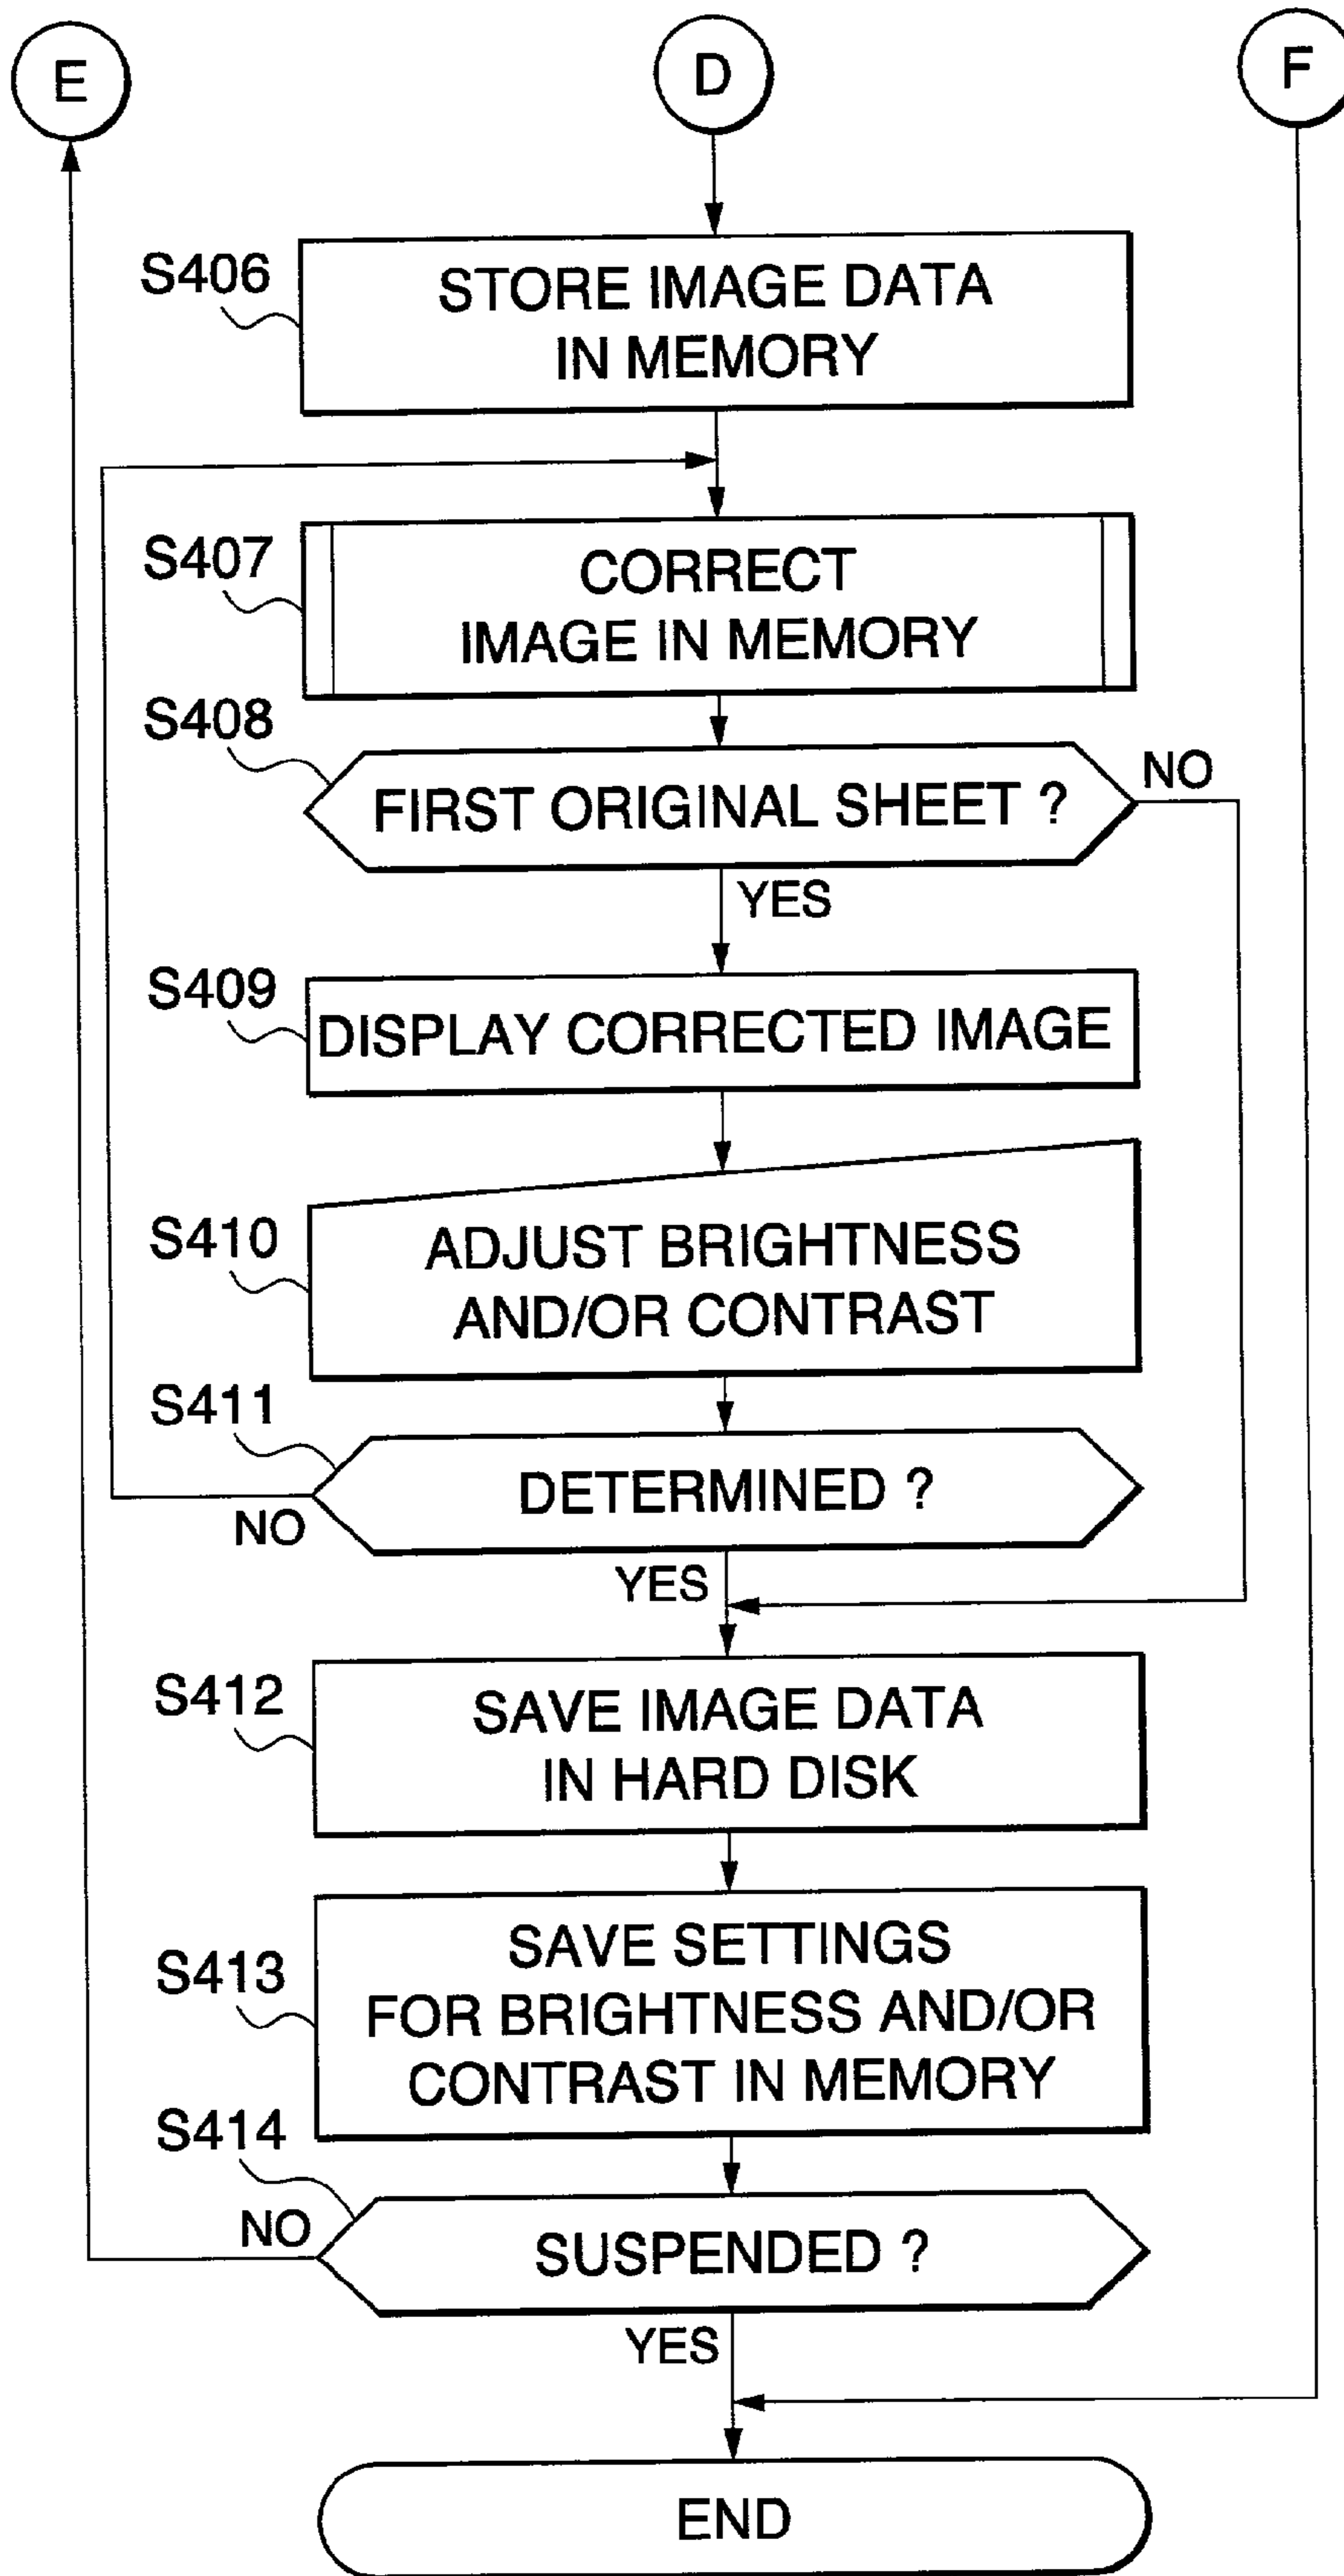 E
D
F
S406
STORE IMAGE DATA
IN MEMORY
S407
CORRECT
IMAGE IN MEMORY
S408
FIRST ORIGINAL SHEET ?
NO
YES
S409
DISPLAY CORRECTED IMAGE
S410
ADJUST BRIGHTNESS
AND/OR CONTRAST
S411
DETERMINED ?
NO
YES
S412
SAVE IMAGE DATA
IN HARD DISK
S413
SAVE SETTINGS
FOR BRIGHTNESS AND/OR
CONTRAST IN MEMORY
S414
NO
SUSPENDED ?
YES
END